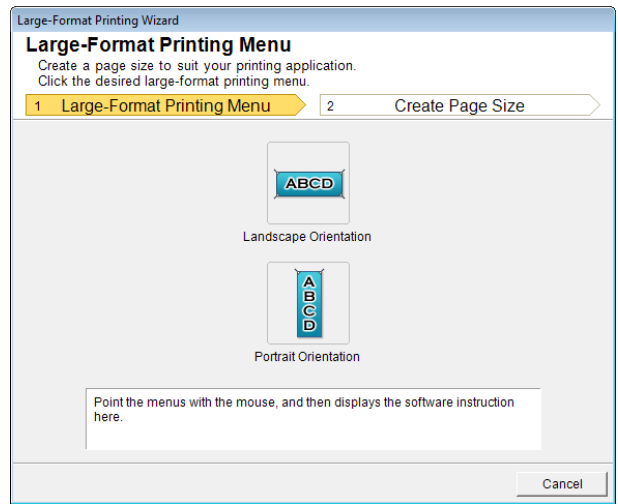 Large-Format Printing Wizard
Large-Format Printing Menu
Create a page size to suit your printing application.
Click the desired large-format printing menu.
1 Large-Format Printing Menu 2 Create Page Size
ABCD
Landscape Orientation
A
B
C
D
Portrait Orientation
Point the menus with the mouse, and then displays the software instruction
here.
Cancel